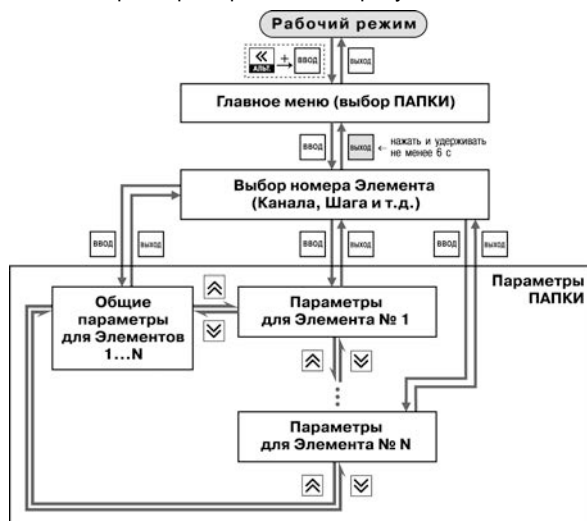 Рабочий режим
АЛЬТ.
+
ВВОД
ВЫХОД
Главное меню (выбор ПАПКИ)
ВВОД
ВЫХОД
нажать и удерживать
не менее 6 с
Выбор номера Элемента
(Канала, Шага и т.д.)
ВВОД
ВЫХОД
ВВОД
ВЫХОД
ВВОД
ВЫХОД
Параметры
ПАПКИ
Общие
параметры
для Элементов
1...N
Параметры
для Элемента № 1
Параметры
для Элемента № N